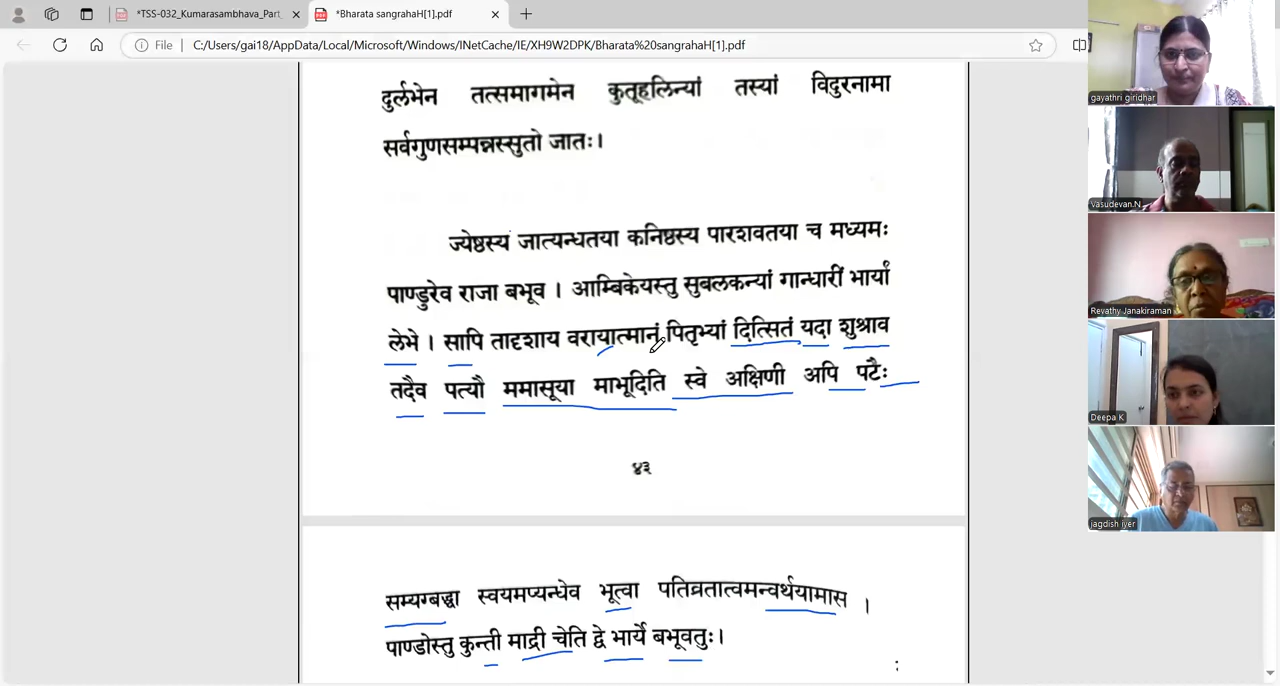 *TSS-032_Kumarasambhava_Part_
*Bharata sangrahaH[1].pdf
File
C:/Users/gai18/AppData/Local/Microsoft/Windows/INetCache/IE/XH9W2DPK/Bharata%20sangrahaH[1].pdf
दुर्लभेन तत्समागमेन कुतूहलिन्यां तस्यां विदुरनामा
सर्वगुणसम्पन्नस्सुतो जातः।
ज्येष्ठस्य जात्यन्धतया कनिष्ठस्य पारशवतया च मध्यमः
पाण्डुरेव राजा बभूव । आम्बिकेयस्तु सुबलकन्यां गान्धारीं भार्यां
लेभे । सापि तादृशाय वरायात्मानं पितृभ्यां दित्सितं यदा शुश्राव
तदैव पत्यौ ममासूया माभूदिति स्वे अक्षिणी अपि पटैः
४३
सम्यग्बद्ध्वा स्वयमप्यन्धेव भूत्वा पतिव्रतात्वमन्वर्थयामास ।
पाण्डोस्तु कुन्ती माद्री चेति द्वे भार्ये बभूवतुः।
gayathri giridhar
Vasudevan.N
Revathy Janakiraman
Deepa K
jagdish iyer